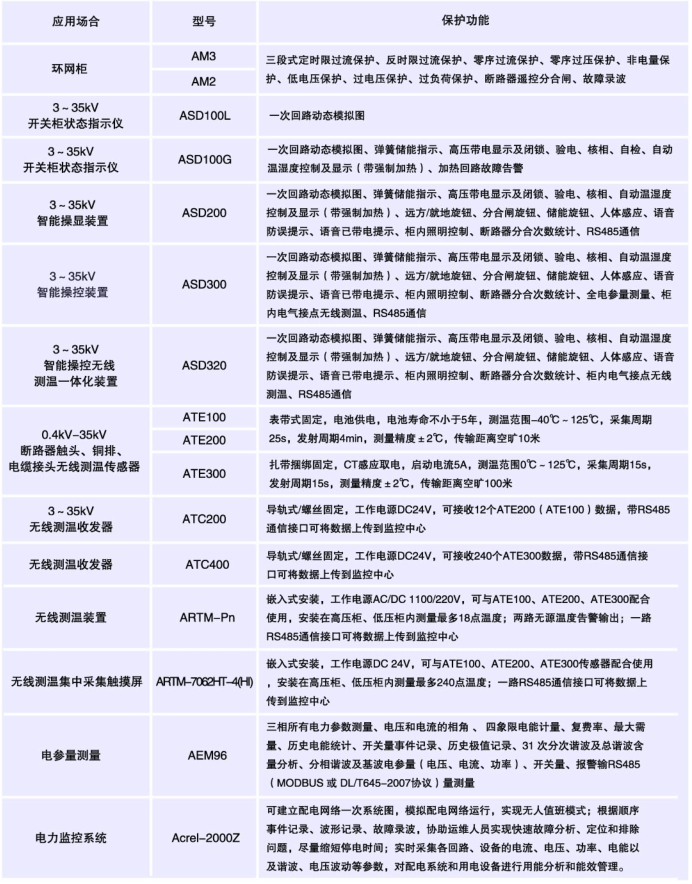 应用场合 型号 保护功能
环网柜
AM3
AM2
三段式定时限过流保护、反时限过流保护、零序过流保护、零序过压保护、非电量保
护、低电压保护、过电压保护、过负荷保护、断路器遥控分合闸、故障录波
3～35kV
开关柜状态指示仪
ASD100L
一次回路动态模拟图
3～35kV
开关柜状态指示仪
ASD100G
一次回路动态模拟图、弹簧储能指示、高压带电显示及闭锁、验电、核相、自检、自动
温湿度控制及显示（带强制加热）、加热回路故障告警
3～35kV
智能操显装置
ASD200
一次回路动态模拟图、弹簧储能指示、高压带电显示及闭锁、验电、核相、自动温湿度
控制及显示（带强制加热）、远方/就地旋钮、分合闸旋钮、储能旋钮、人体感应、语音
防误提示、语音已带电提示、柜内照明控制、断路器分合次数统计、RS485通信
3～35kV
智能操控装置
ASD300
一次回路动态模拟图、弹簧储能指示、高压带电显示及闭锁、验电、核相、自动温湿度
控制及显示（带强制加热）、远方/就地旋钮、分合闸旋钮、储能旋钮、人体感应、语音
防误提示、语音已带电提示、柜内照明控制、断路器分合次数统计、全电参量测量、柜
内电气接点无线测温、RS485通信
3～35kV
智能操控无线
测温一体化装置
ASD320
一次回路动态模拟图、弹簧储能指示、高压带电显示及闭锁、验电、核相、自动温湿度
控制及显示（带强制加热）、远方/就地旋钮、分合闸旋钮、储能旋钮、人体感应、语音
防误提示、语音已带电提示、柜内照明控制、断路器分合次数统计、柜内电气接点无线
测温、RS485通信
0.4kV-35kV
断路器触头、铜排、
电缆接头无线测温传感器
ATE100
ATE200
表带式固定，电池供电，电池寿命不小于5年，测温范围-40℃～125℃，采集周期
25s，发射周期4min，测量精度±2℃，传输距离空旷10米
ATE300
扎带捆绑固定，CT感应取电，启动电流5A，测温范围0℃～125℃，采集周期15s，
发射周期15s，测量精度±2℃，传输距离空旷100米
3～35kV
无线测温收发器
ATC200
导轨式/螺丝固定，工作电源DC24V，可接收12个ATE200（ATE100）数据，带RS485
通信接口可将数据上传到监控中心
无线测温收发器
ATC400
导轨式/螺丝固定，工作电源DC24V，可接收240个ATE300数据，带RS485通信接
口可将数据上传到监控中心
无线测温装置
ARTM-Pn
嵌入式安装，工作电源AC/DC 1100/220V，可与ATE100、ATE200、ATE300配合
使用，安装在高压柜、低压柜内测量最多18点温度；两路无源温度告警输出；一路
RS485通信接口可将数据上传到监控中心
无线测温集中采集触摸屏
ARTM-7062HT-4(HI)
嵌入式安装，工作电源DC 24V，可与ATE100、ATE200、ATE300传感器配合使用
，安装在高压柜、低压柜内测量最多240点温度；一路RS485通信接口可将数据上
传到监控中心
电参量测量
AEM96
三相所有电力参数测量、电压和电流的相角 、四象限电能计量、复费率、最大需
量、历史电能统计、开关量事件记录、历史极值记录、31 次分次谐波及总谐波含
量分析、分相谐波及基波电参量（电压、电流、功率）、开关量、报警输RS485
（MODBUS 或 DL/T645-2007协议）量测量
电力监控系统
Acrel-2000Z
可建立配电网络一次系统图，模拟配电网络运行，实现无人值班模式；根据顺序
事件记录、波形记录、故障录波，协助运维人员实现快速故障分析、定位和排除
问题，尽量缩短停电时间；实时采集各回路、设备的电流、电压、功率、电能以
及谐波、电压波动等参数，对配电系统和用电设备进行用能分析和能效管理。